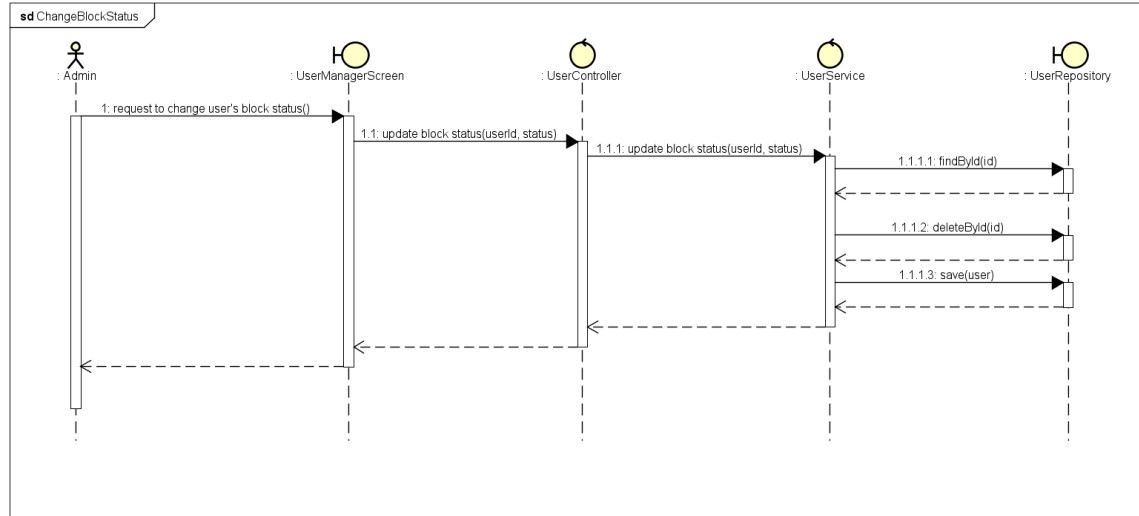 sd ChangeBlockStatus
: Admin
: UserManagerScreen
: UserController
: UserService
: UserRepository
1: request to change user's block status()
1.1: update block status(userId, status)
1.1.1: update block status(userId, status)
1.1.1.1: findById(id)
1.1.1.2: deleteById(id)
1.1.1.3: save(user)